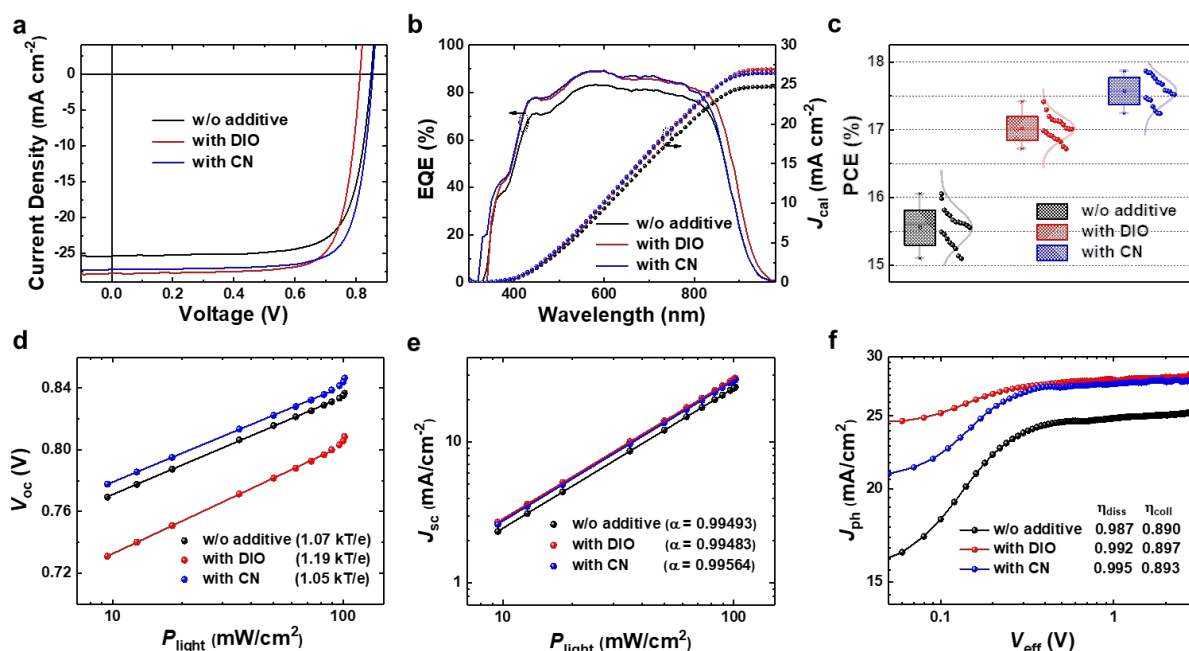 a
0
-5
-10
-15
-20
-25
-30
Current Density (mA cm-2)
w/o additive
with DIO
with CN
0.0 0.2 0.4 0.6 0.8
Voltage (V)
b
100
80
60
40
20
0
EQE (%)
30
25
20
15
10
5
0
Jcal (mA cm-2)
w/o additive
with DIO
with CN
400 600 800
Wavelength (nm)
c
18
17
16
15
PCE (%)
w/o additive
with DIO
with CN
d
0.84
0.80
0.76
0.72
Voc (V)
w/o additive (1.07 kT/e)
with DIO (1.19 kT/e)
with CN (1.05 kT/e)
10 100
Plight (mW/cm2)
e
10
1
Jsc (mA/cm-2)
w/o additive (α = 0.99493)
with DIO (α = 0.99483)
with CN (α = 0.99564)
10 100
Plight (mW/cm2)
f
30
25
20
15
Jph (mA/cm2)
ηdiss ηcoll
w/o additive 0.987 0.890
with DIO 0.992 0.897
with CN 0.995 0.893
0.1 1
Veff (V)